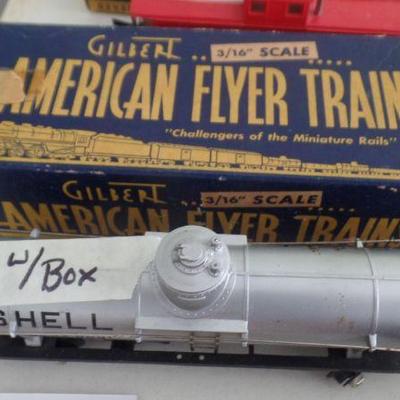 GILBERT
3/16" SCALE
AMERICAN FLYER TRAIN
"Challengers of the Miniature Rails"
GILBERT
3/16" SCALE
AMERICAN FLYER TRAIN
w/Box
SHELL